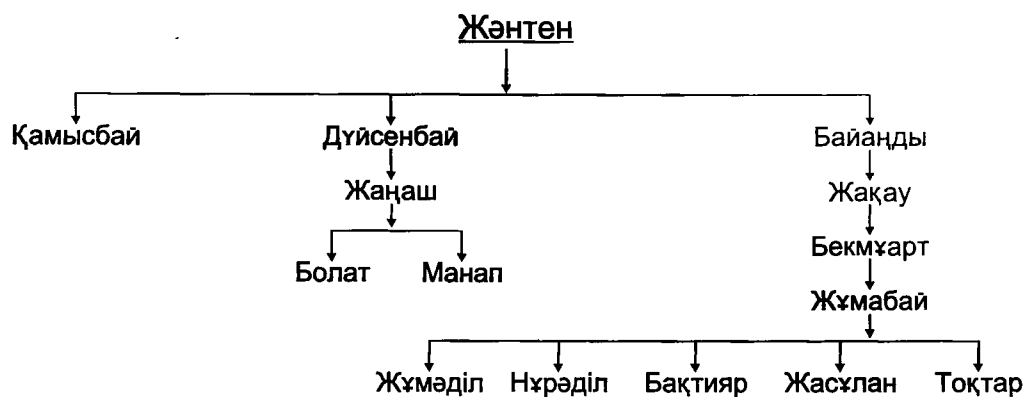 Жәнтен
Қамысбай Дүйсенбай Байаңды
Жаңаш Жақау
Бекмұарт
Болат Манап
Жұмабай
Жұмәділ Нұрәділ Бақтияр Жасұлан Тоқтар